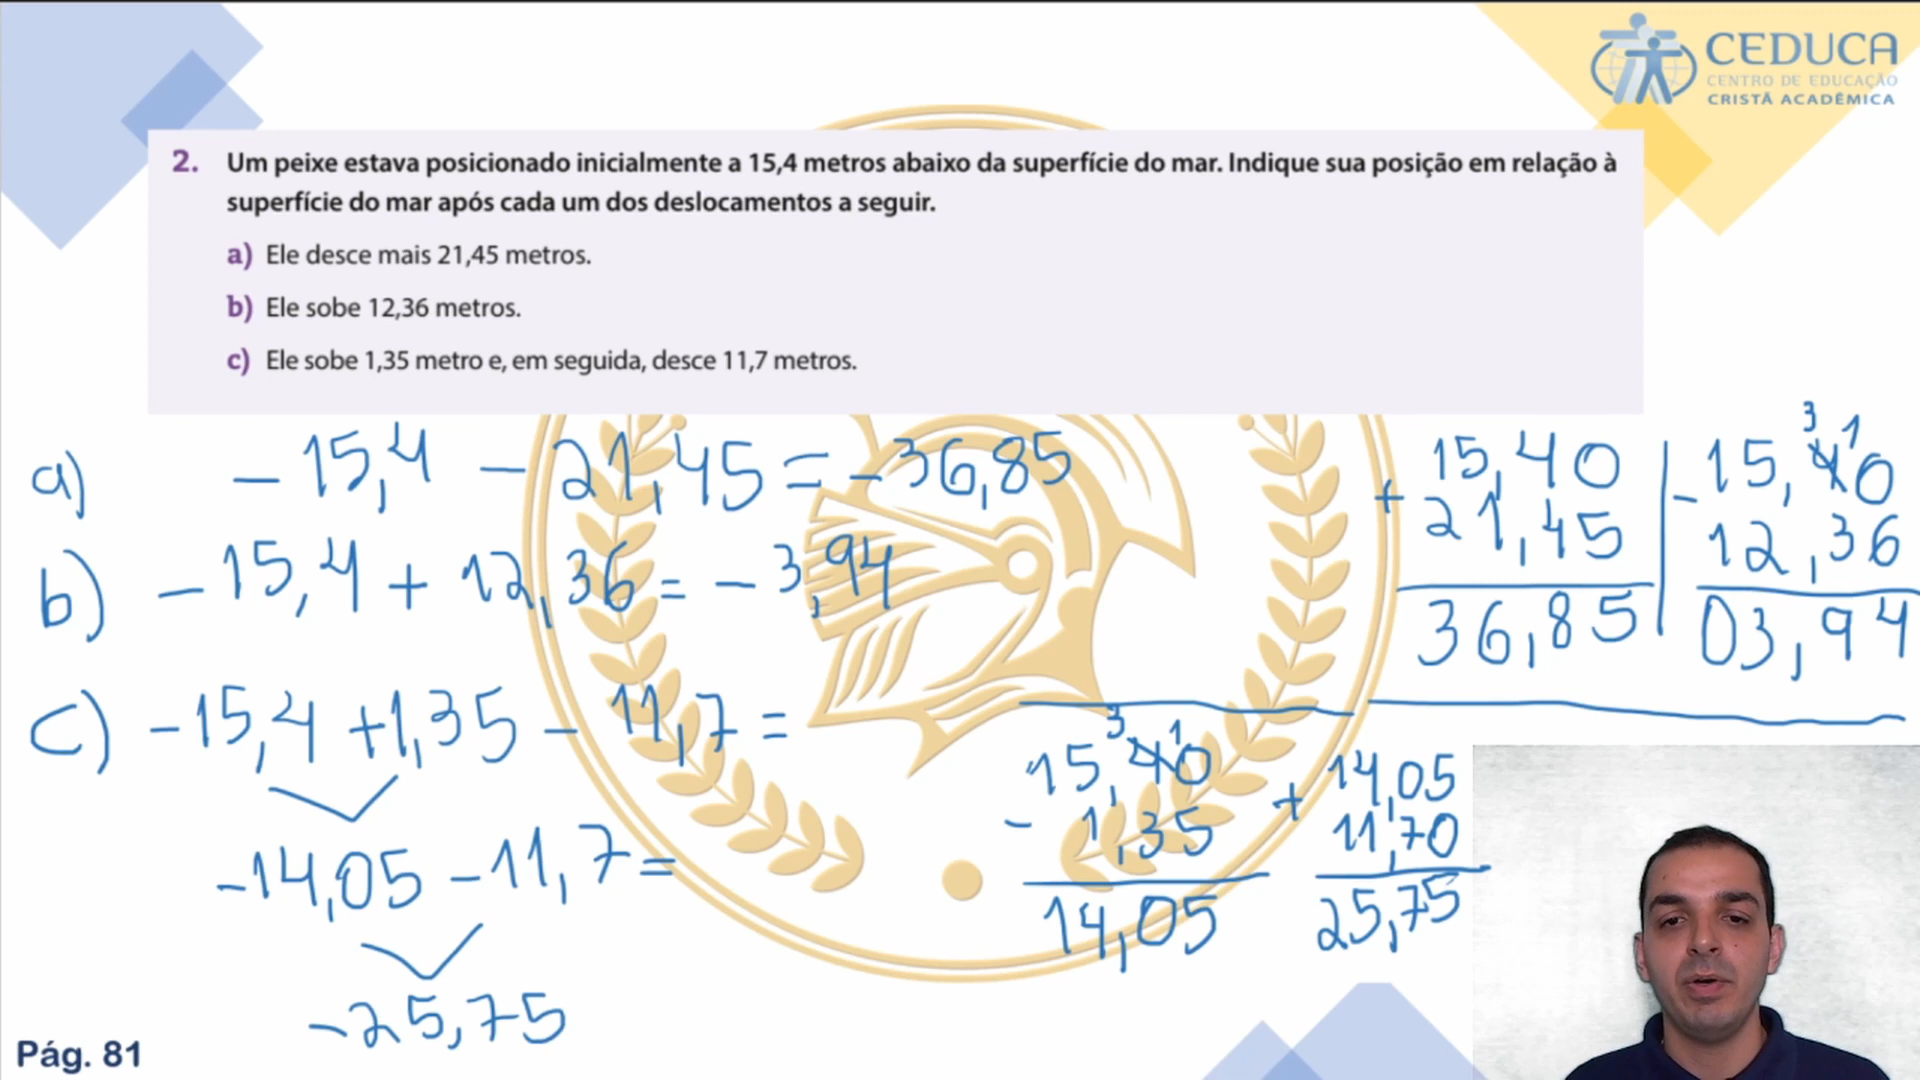 CEDUCA
CENTRO DE EDUCAÇÃO
CRISTÃ ACADÊMICA
2. Um peixe estava posicionado inicialmente a 15,4 metros abaixo da superfície do mar. Indique sua posição em relação à
superfície do mar após cada um dos deslocamentos a seguir.
a) Ele desce mais 21,45 metros.
b) Ele sobe 12,36 metros.
c) Ele sobe 1,35 metro e, em seguida, desce 11,7 metros.
a) -15,4 - 21,45 = -36,85
b) -15,4 + 12,36 = -3,94
c) -15,4 + 1,35 - 11,7 =
-14,05 - 11,7 =
-25,75
15,40
+ 21,45
36,85
3 1
- 15,40
12,36
03,94
3 1
15,40
- 1,35
14,05
14,05
+ 11,70
25,75
Pág. 81